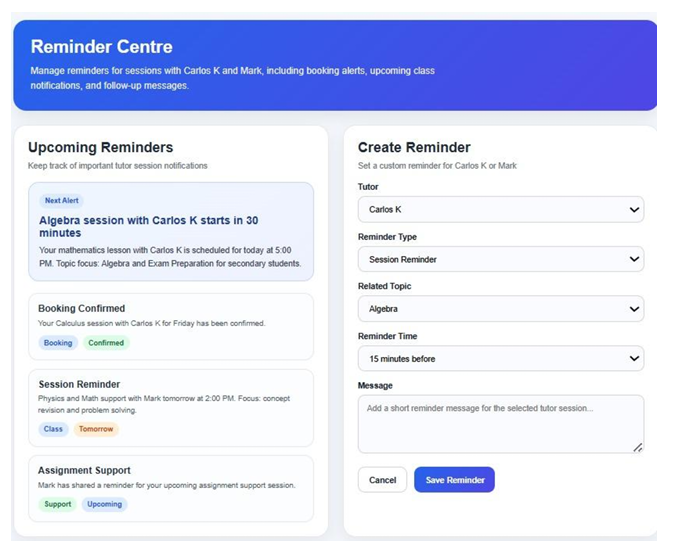 Reminder Centre
Manage reminders for sessions with Carlos K and Mark, including booking alerts, upcoming class
notifications, and follow-up messages.
Upcoming Reminders
Keep track of important tutor session notifications
Next Alert
Algebra session with Carlos K starts in 30
minutes
Your mathematics lesson with Carlos K is scheduled for today at 5:00
PM. Topic focus: Algebra and Exam Preparation for secondary students.
Booking Confirmed
Your Calculus session with Carlos K for Friday has been confirmed.
Booking Confirmed
Session Reminder
Physics and Math support with Mark tomorrow at 2:00 PM. Focus: concept
revision and problem solving.
Class Tomorrow
Assignment Support
Mark has shared a reminder for your upcoming assignment support session.
Support Upcoming
Create Reminder
Set a custom reminder for Carlos K or Mark
Tutor
Carlos K
Reminder Type
Session Reminder
Related Topic
Algebra
Reminder Time
15 minutes before
Message
Add a short reminder message for the selected tutor session...
Cancel Save Reminder